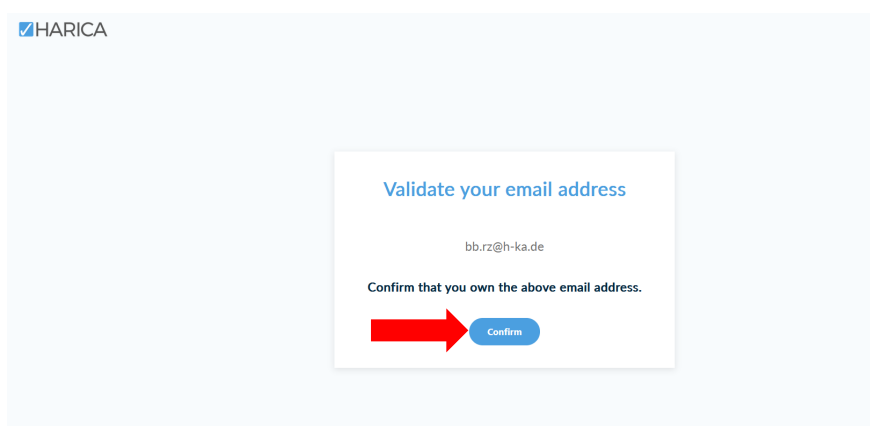 HARICA
Validate your email address
bb.rz@h-ka.de
Confirm that you own the above email address.
Confirm